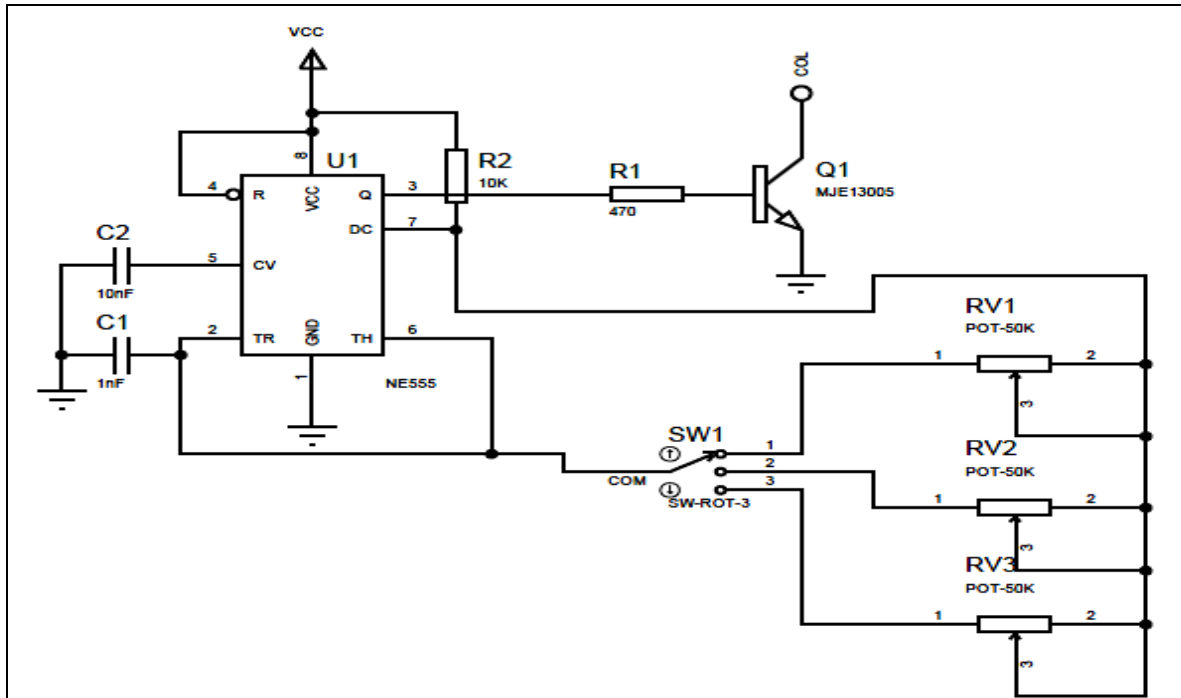 VCC
COL
U1
8
4
R
VCC
Q
3
R2
10K
R1
470
Q1
MJE13005
DC
7
C2
10nF
5
CV
C1
1nF
2
TR
GND
TH
6
1
NE555
RV1
POT-50K
1
2
3
SW1
COM
1
2
3
SW-ROT-3
RV2
POT-50K
1
2
3
RV3
POT-50K
1
2
3